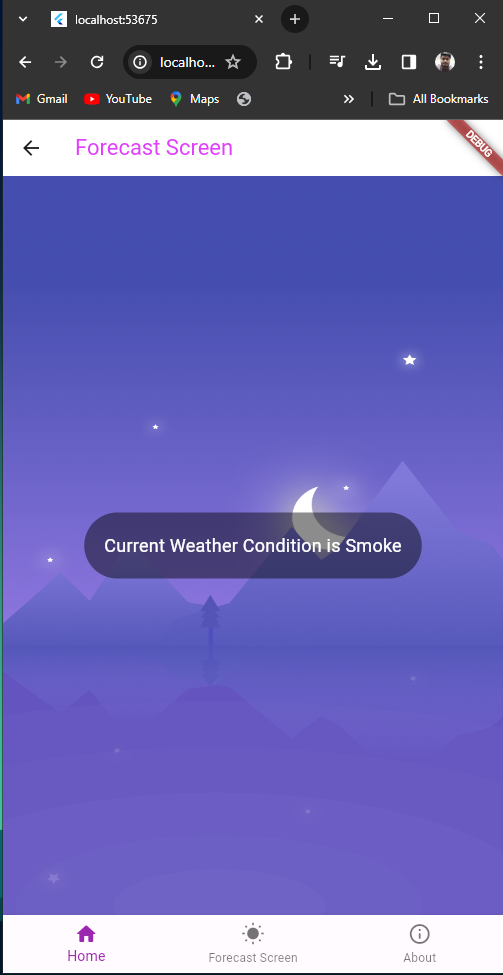 localhost:53675
localho...
Gmail
YouTube
Maps
All Bookmarks
Forecast Screen
DEBUG
Current Weather Condition is Smoke
Home
Forecast Screen
About